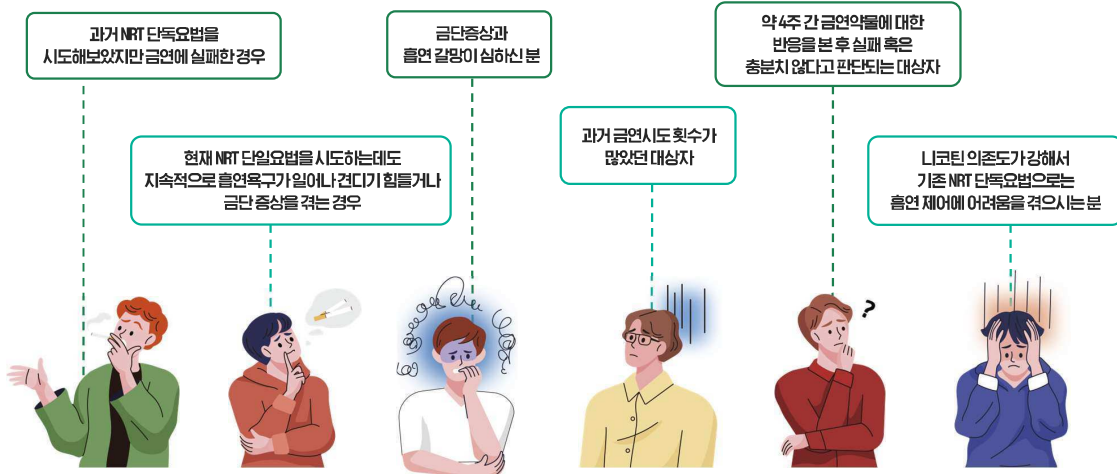 과거 NRT 단독요법을
시도해보았지만 금연에 실패한 경우
현재 NRT 단일요법을 시도하는데도
지속적으로 흡연욕구가 일어나 견디기 힘들거나
금단 증상을 겪는 경우
금단증상과
흡연 갈망이 심하신 분
과거 금연시도 횟수가
많았던 대상자
약 4주 간 금연약물에 대한
반응을 본 후 실패 혹은
충분치 않다고 판단되는 대상자
니코틴 의존도가 강해서
기존 NRT 단독요법으로는
흡연 제어에 어려움을 겪으시는 분
?